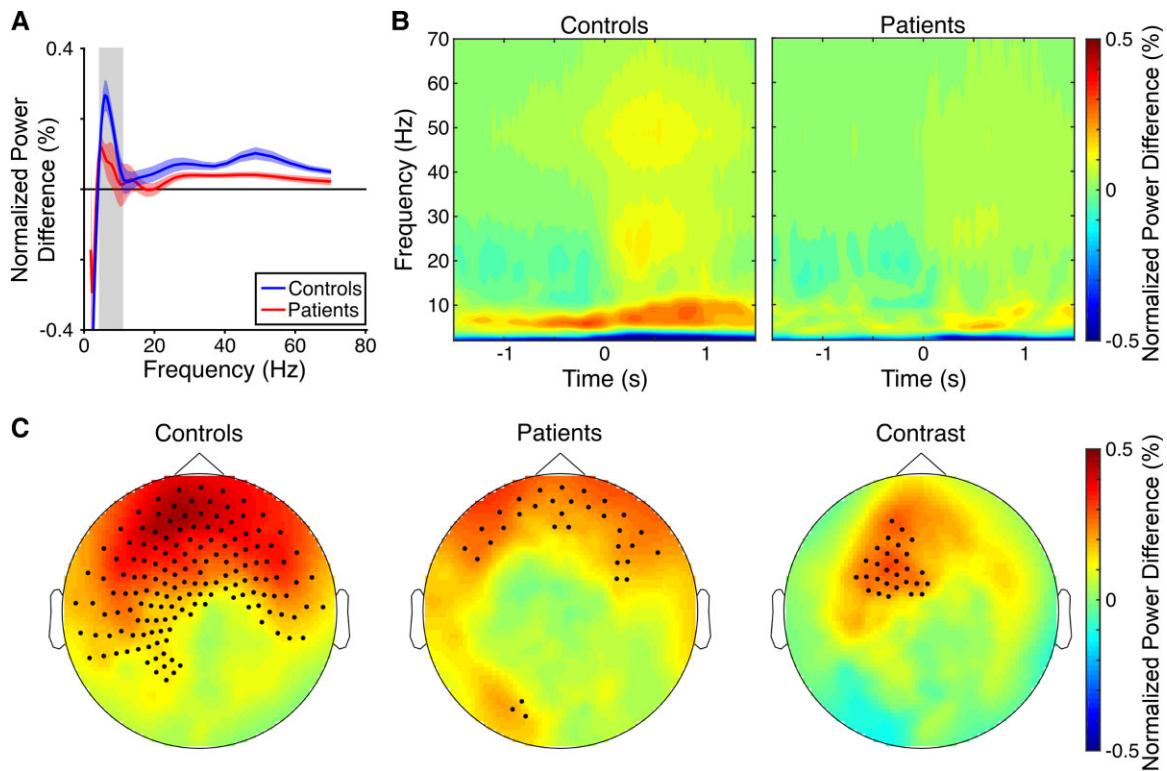 A
0.4
Normalized Power
Difference (%)
-0.4
Controls
Patients
0 20 40 60 80
Frequency (Hz)
B
Controls Patients
70
60
50
40
30
20
10
Frequency (Hz)
-1 0 1
Time (s)
-1 0 1
Time (s)
0.5
0
-0.5
Normalized Power Difference (%)
C
Controls Patients Contrast
0.5
0
-0.5
Normalized Power Difference (%)